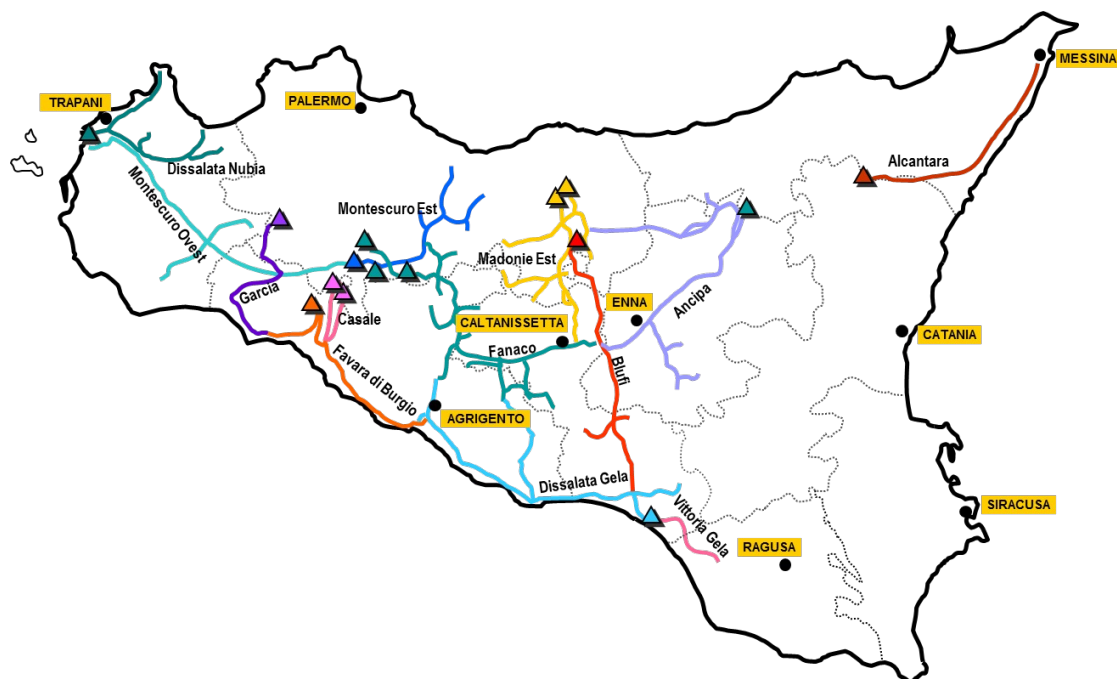 MESSINA
TRAPANI
PALERMO
Dissalata Nubia
Alcantara
Montescuro Ovest
Montescuro Est
Madonie Est
Garcia
Casale
ENNA
Ancipa
CALTANISSETTA
CATANIA
Fanaco
Blufi
Favara di Burgio
AGRIGENTO
Dissalata Gela
Vittoria Gela
SIRACUSA
RAGUSA